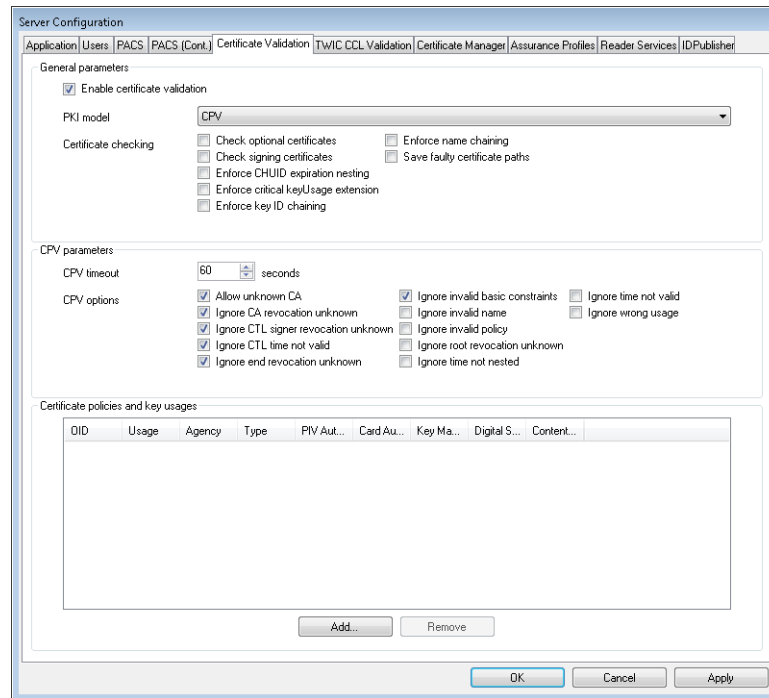 Server Configuration
Application Users PACS PACS (Cont.) Certificate Validation TWIC CCL Validation Certificate Manager Assurance Profiles Reader Services IDPublisher
General parameters
Enable certificate validation
PKI model CPV
Certificate checking Check optional certificates Enforce name chaining
Check signing certificates Save faulty certificate paths
Enforce CHUID expiration nesting
Enforce critical keyUsage extension
Enforce key ID chaining
CPV parameters
CPV timeout 60 seconds
CPV options Allow unknown CA Ignore invalid basic constraints Ignore time not valid
Ignore CA revocation unknown Ignore invalid name Ignore wrong usage
Ignore CTL signer revocation unknown Ignore invalid policy
Ignore CTL time not valid Ignore root revocation unknown
Ignore end revocation unknown Ignore time not nested
Certificate policies and key usages
OID Usage Agency Type PIV Aut... Card Au... Key Ma... Digital S... Content...
Add... Remove
OK Cancel Apply